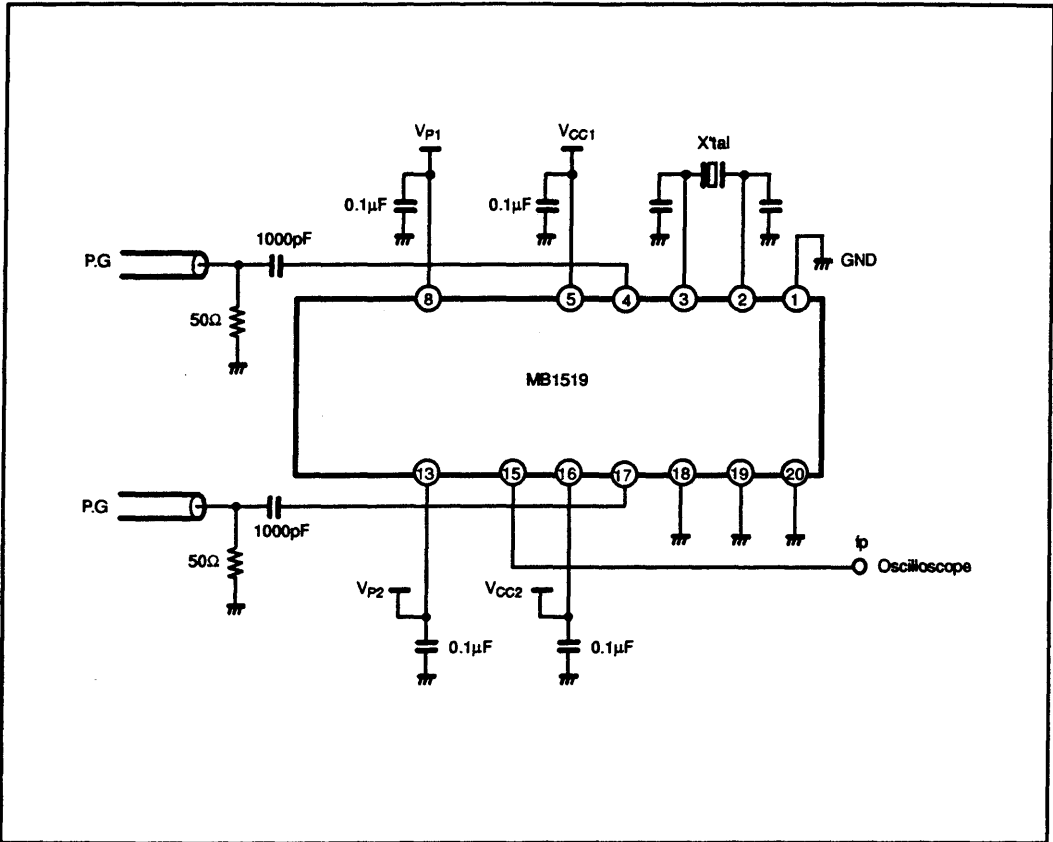 VP1
VCC1
X'tal
0.1µF
0.1µF
1000pF
P.G
GND
50Ω
8
5
4
3
2
1
MB1519
13
15
16
17
18
19
20
P.G
1000pF
50Ω
fp
Oscilloscope
VP2
VCC2
0.1µF
0.1µF